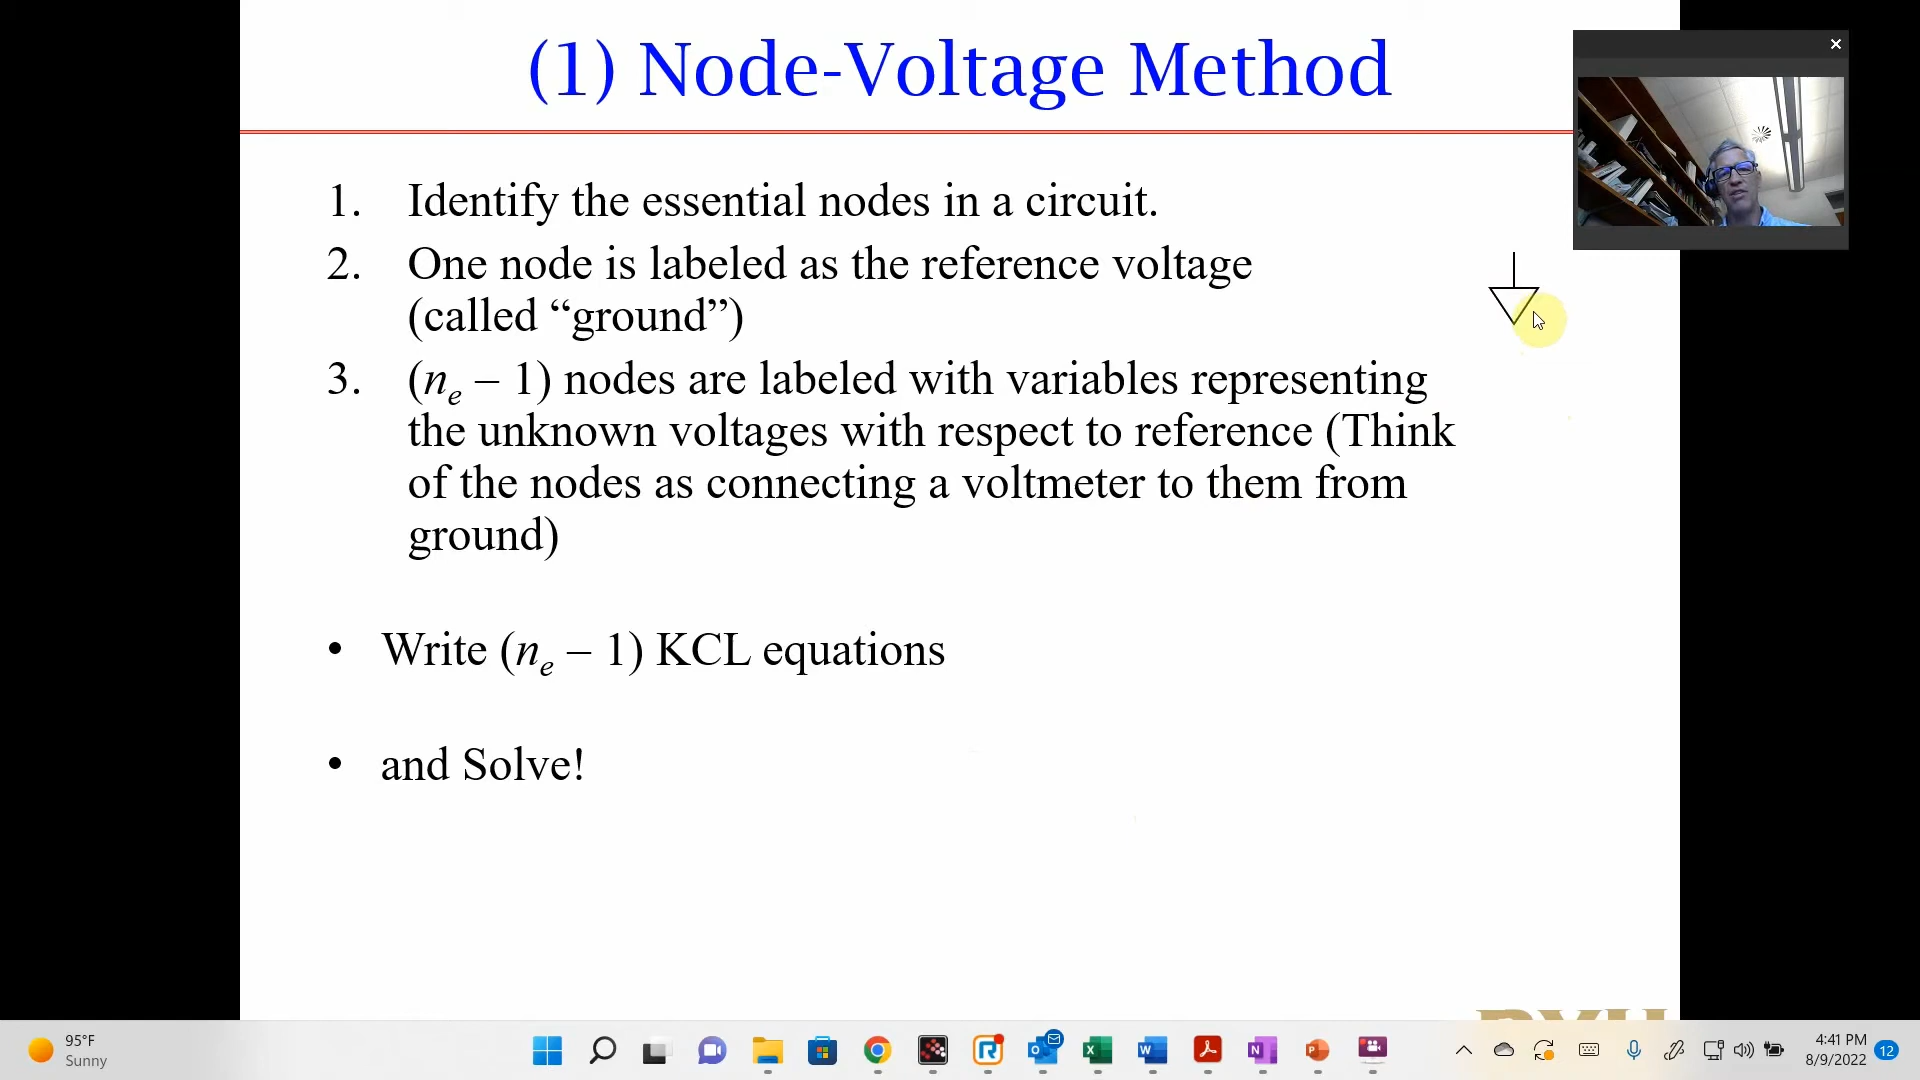 (1) Node-Voltage Method
1. Identify the essential nodes in a circuit.
2. One node is labeled as the reference voltage
(called “ground”)
3. (nₑ – 1) nodes are labeled with variables representing
the unknown voltages with respect to reference (Think
of the nodes as connecting a voltmeter to them from
ground)
• Write (nₑ – 1) KCL equations
• and Solve!
95°F
Sunny
4:41 PM
8/9/2022
12